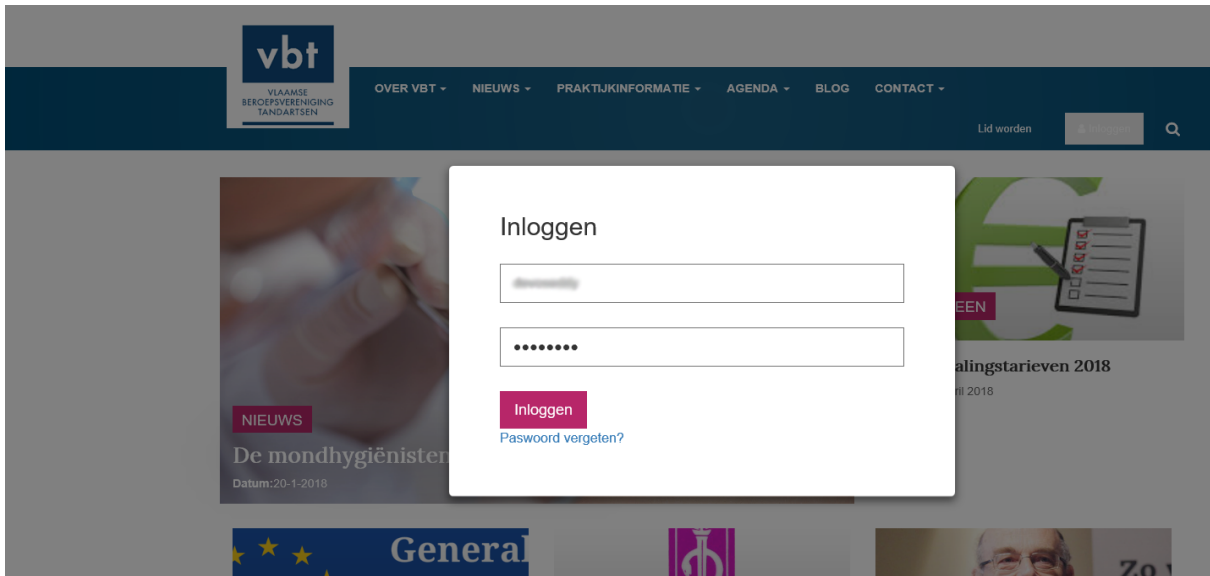 vbt
VLAAMSE
BEROEPSVERENIGING
TANDARTSEN
OVER VBT
NIEUWS
PRAKTIJKINFORMATIE
AGENDA
BLOG
CONTACT
Lid worden
Inloggen
Inloggen
••••••••
Inloggen
Paswoord vergeten?
NIEUWS
De mondhygiënisten
Datum:20-1-2018
EEN
alingstarieven 2018
ril 2018
General
Zo